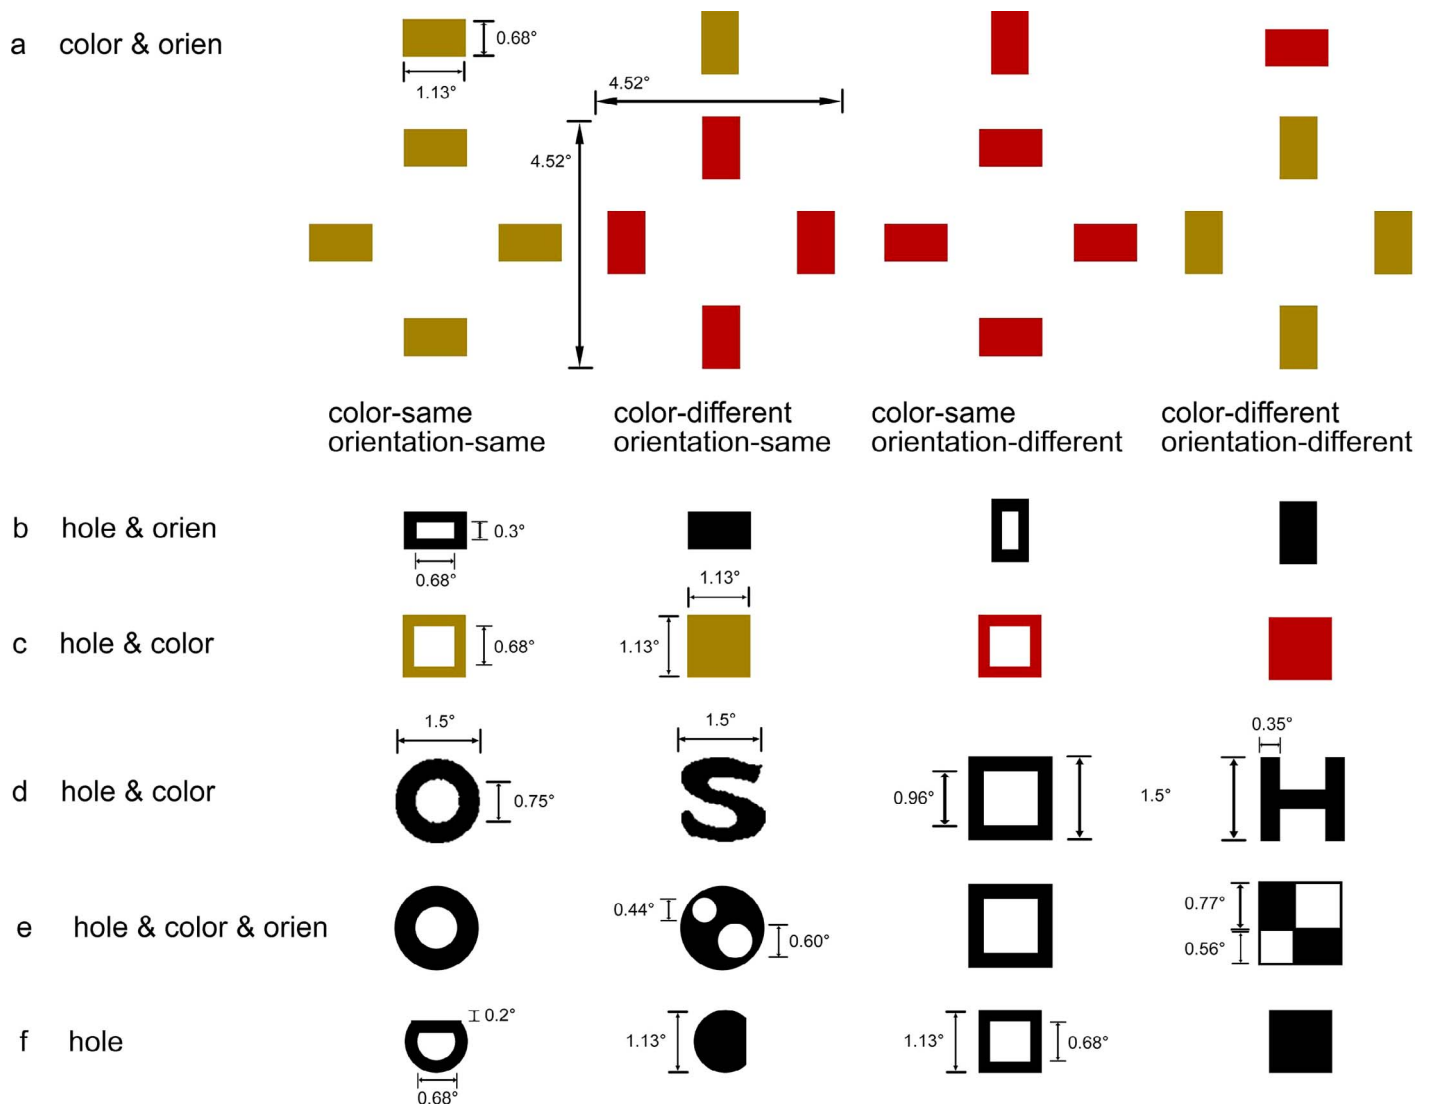 a color & orien
0.68°
1.13°
4.52°
4.52°
color-same
orientation-same
color-different
orientation-same
color-same
orientation-different
color-different
orientation-different
b hole & orien
0.3°
0.68°
1.13°
c hole & color
0.68°
1.13°
1.5°
1.5°
0.35°
d hole & color
0.75°
S
0.96°
1.5°
H
e hole & color & orien
0.44°
0.60°
0.77°
0.56°
f hole
0.2°
0.68°
1.13°
1.13°
0.68°